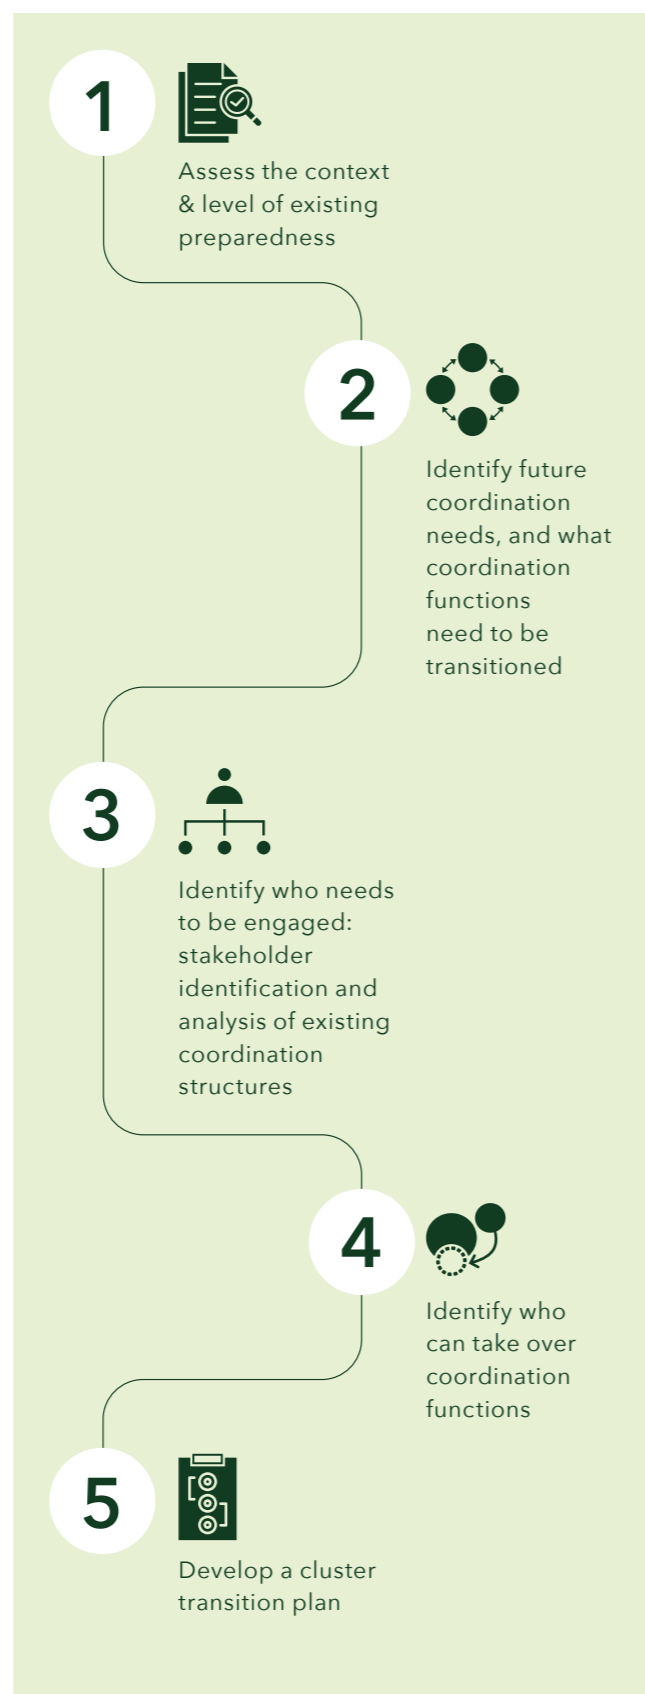 1
Assess the context
& level of existing
preparedness
2
Identify future
coordination
needs, and what
coordination
functions
need to be
transitioned
3
Identify who needs
to be engaged:
stakeholder
identification and
analysis of existing
coordination
structures
4
Identify who
can take over
coordination
functions
5
Develop a cluster
transition plan